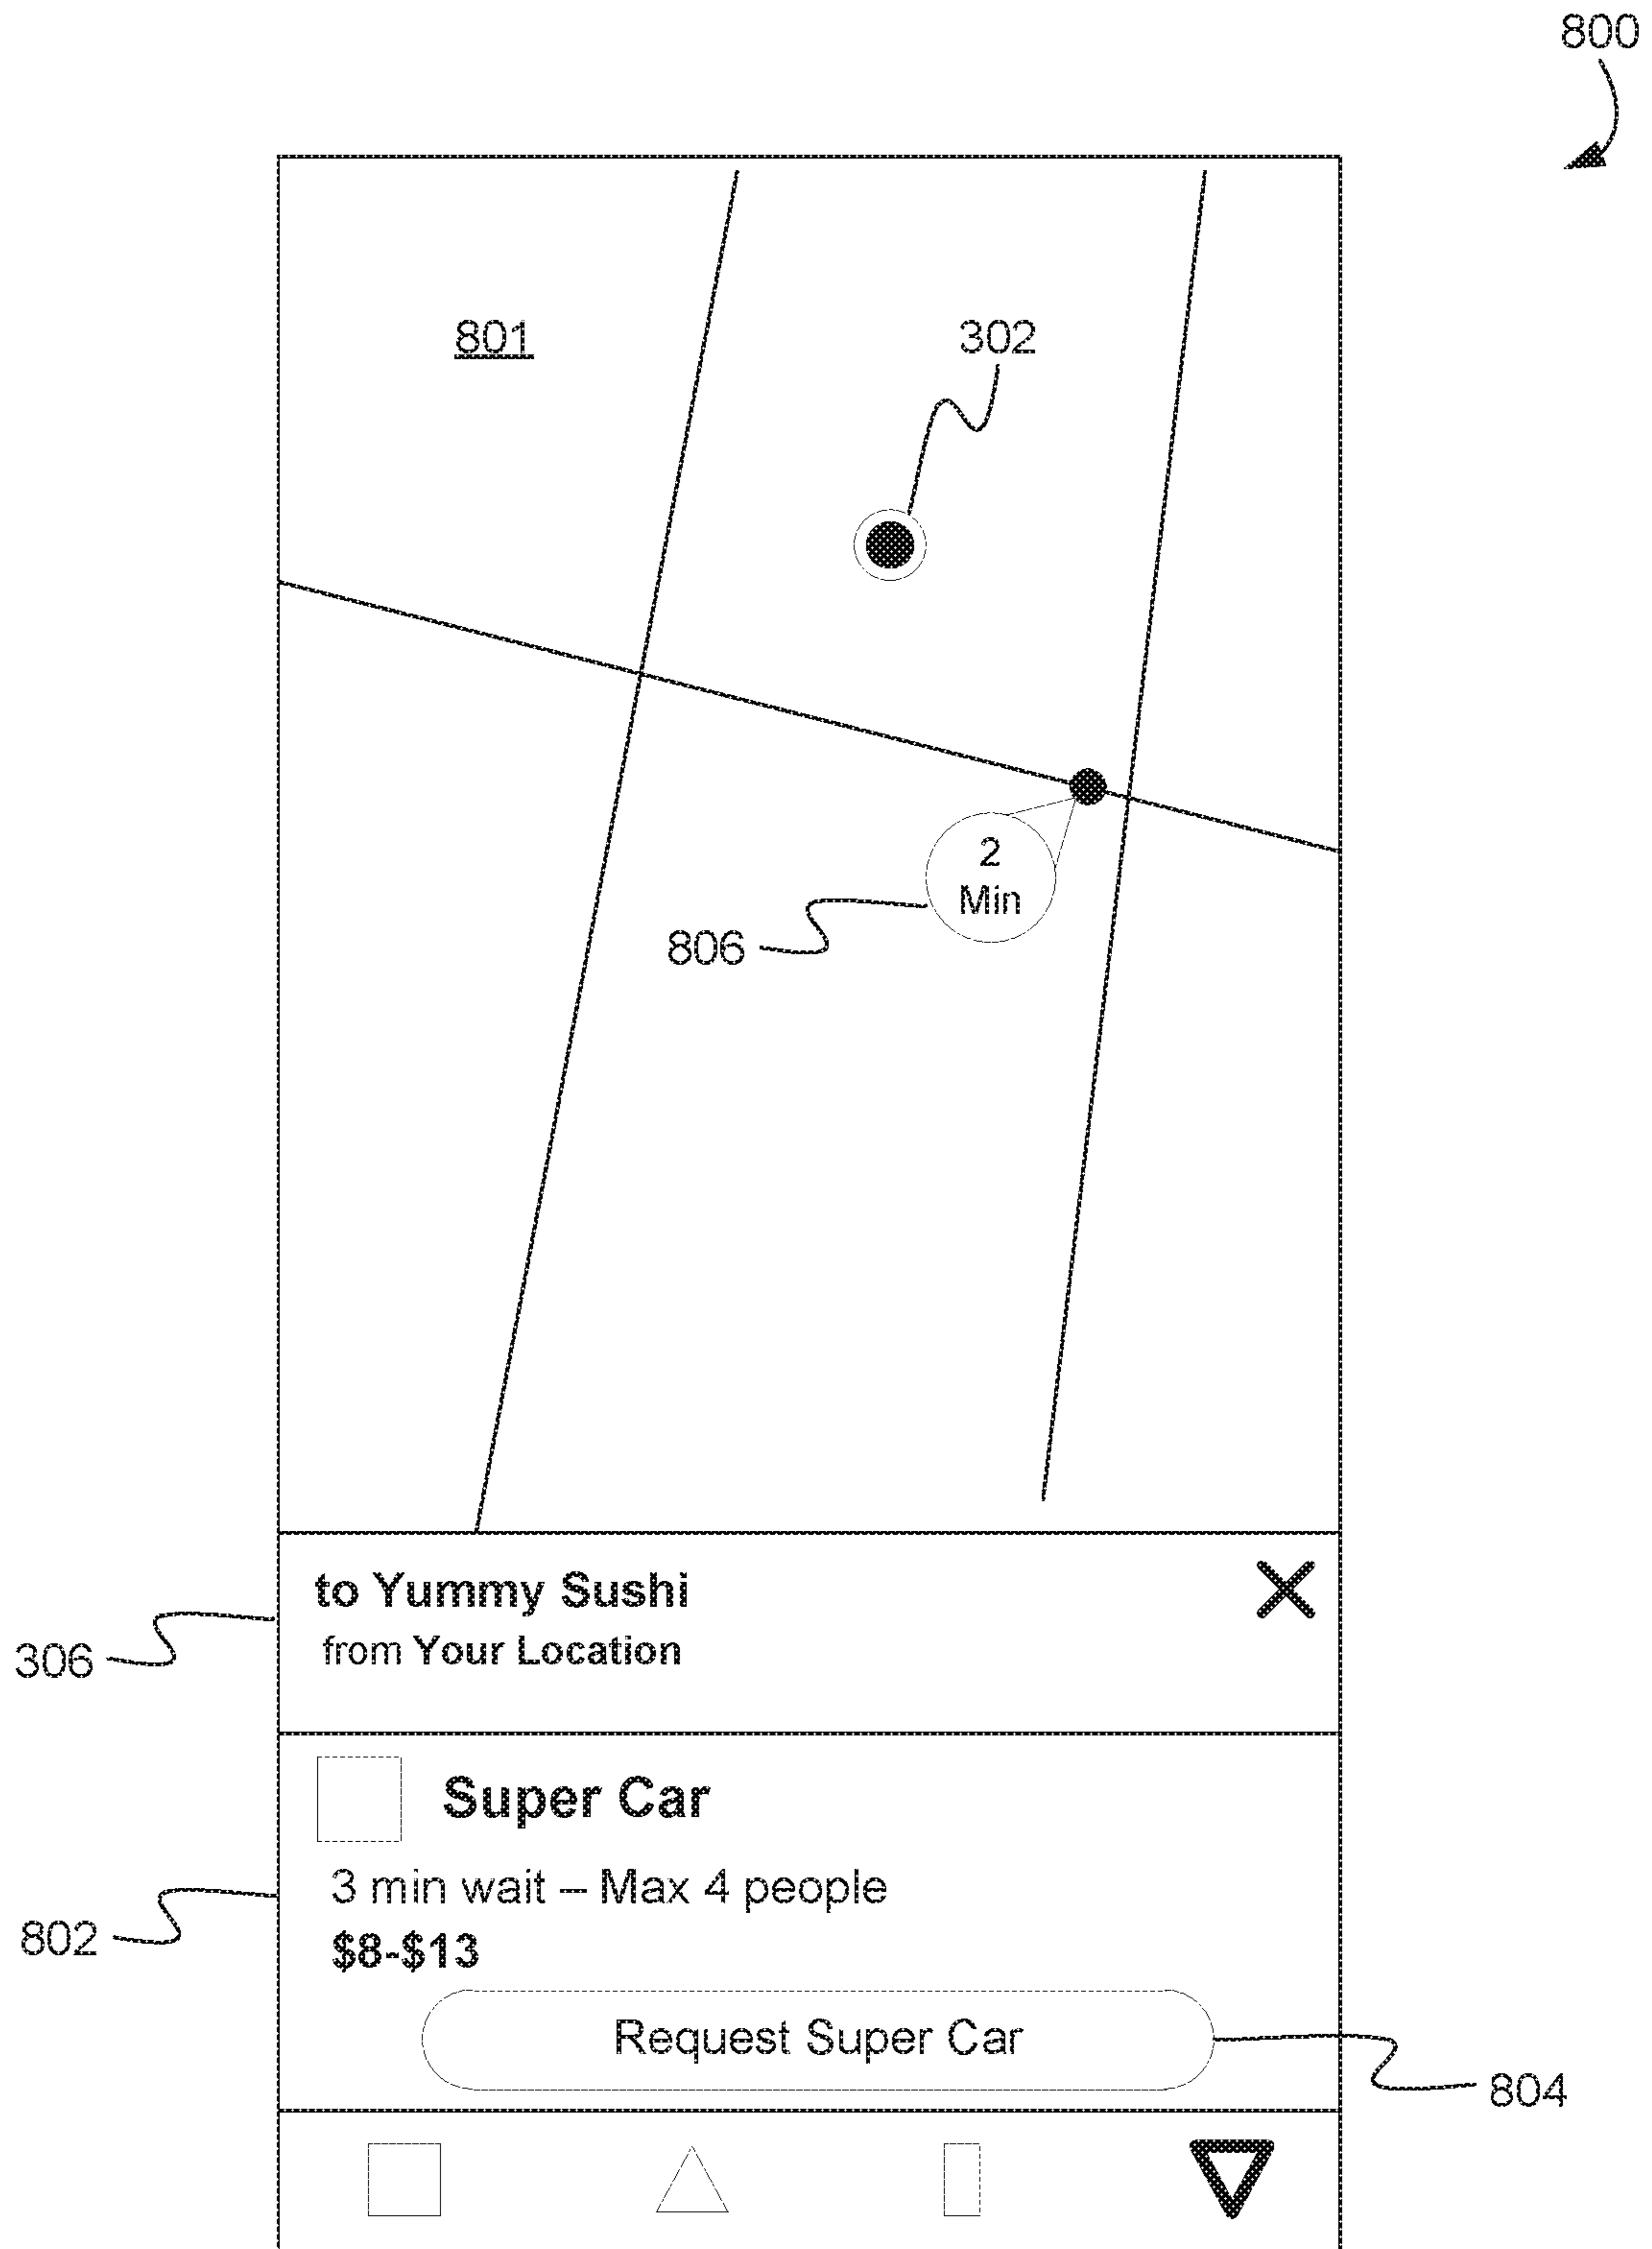 800
801
302
2
Min
806
to Yummy Sushi
from Your Location
306
Super Car
3 min wait – Max 4 people
802
$8-$13
Request Super Car
804